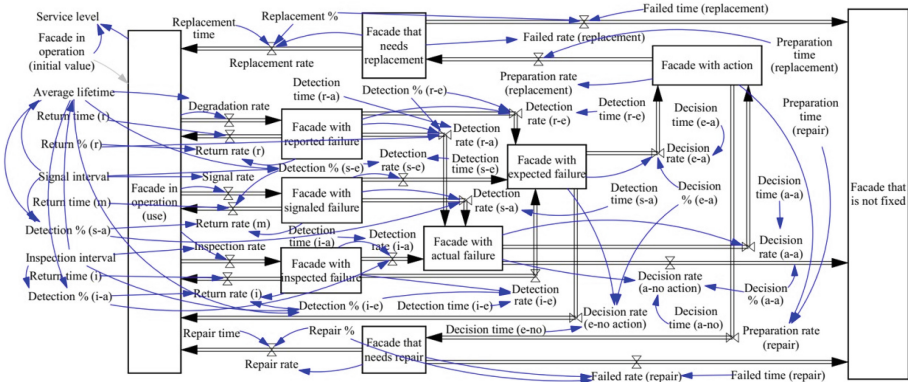 Service level
Facade in
operation
(initial value)
Average lifetime
Return time (r)
Return % (r)
Signal interval
Return time (m)
Detection % (s-a)
Inspection interval
Return time (i)
Detection % (i-a)
Facade in
operation
(use)
Replacement
time
Replacement %
Replacement rate
Facade that
needs
replacement
Failed time (replacement)
Failed rate (replacement)
Preparation
time
(replacement)
Facade with action
Preparation rate
(replacement)
Preparation
time
(repair)
Degradation rate
Detection
time (r-a)
Detection % (r-e)
Facade with
reported failure
Return rate (r)
Detection
rate (r-a)
Detection
rate (r-e)
Detection
time (r-e)
Decision
time (e-a)
Decision
rate (e-a)
Detection % (s-e)
Detection
rate (s-e)
Detection
time (s-e)
Facade with
expected failure
Signal rate
Facade with
signaled failure
Return rate (m)
Detection
rate (s-a)
Detection
time (s-a)
Decision
% (e-a)
Decision
time (a-a)
Facade that
is not fixed
Inspection rate
Detection
time (i-a)
Detection
rate (i-a)
Facade with
actual failure
Facade with
inspected failure
Decision
rate (a-a)
Return rate (i)
Detection % (i-e)
Detection time (i-e)
Detection
rate (i-e)
Decision rate
(a-no action)
Decision
% (a-a)
Decision rate
(e-no action)
Decision
time (a-no)
Preparation rate
(repair)
Repair time
Repair %
Repair rate
Facade that
needs repair
Decision time (e-no)
Failed rate (repair)
Failed time (repair)